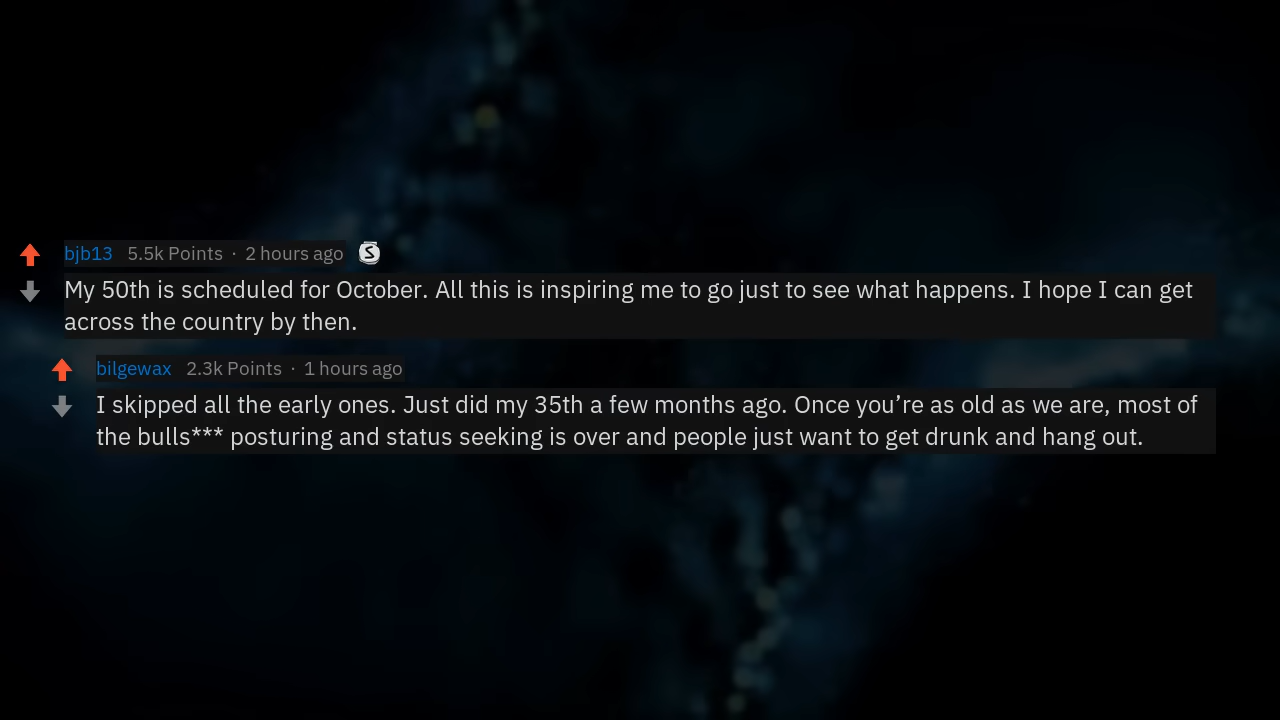 bjb13 5.5k Points · 2 hours ago S
My 50th is scheduled for October. All this is inspiring me to go just to see what happens. I hope I can get
across the country by then.
bilgewax 2.3k Points · 1 hours ago
I skipped all the early ones. Just did my 35th a few months ago. Once you’re as old as we are, most of
the bulls*** posturing and status seeking is over and people just want to get drunk and hang out.